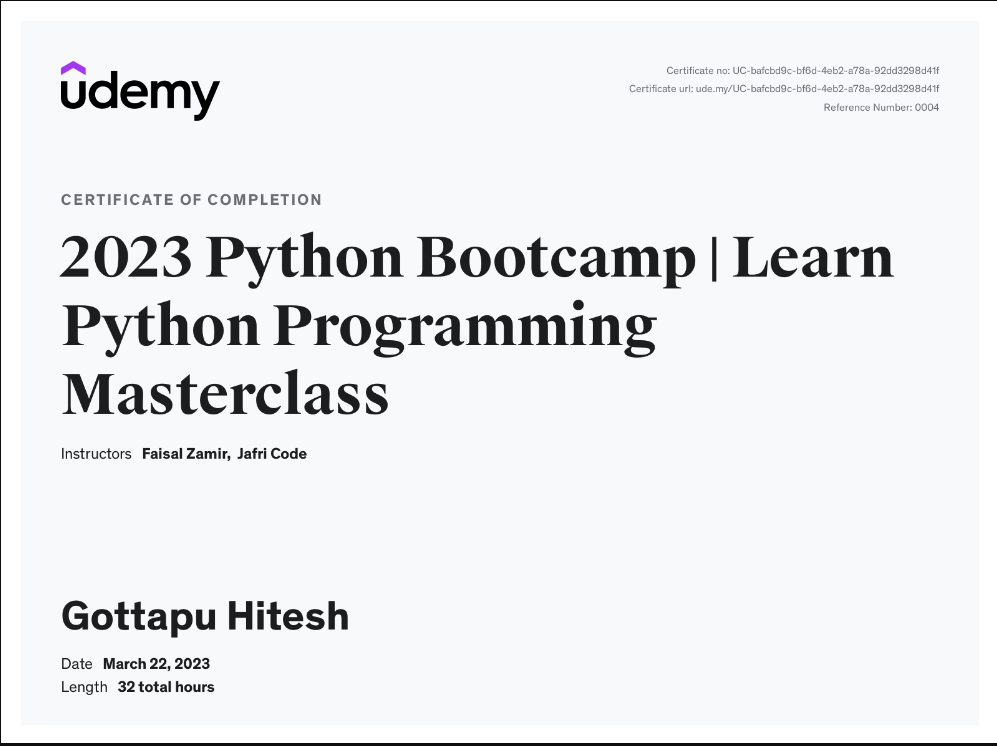 udemy
Certificate no: UC-bafcbd9c-bf6d-4eb2-a78a-92dd3298d41f
Certificate url: ude.my/UC-bafcbd9c-bf6d-4eb2-a78a-92dd3298d41f
Reference Number: 0004
CERTIFICATE OF COMPLETION
2023 Python Bootcamp | Learn
Python Programming
Masterclass
Instructors Faisal Zamir, Jafri Code
Gottapu Hitesh
Date March 22, 2023
Length 32 total hours